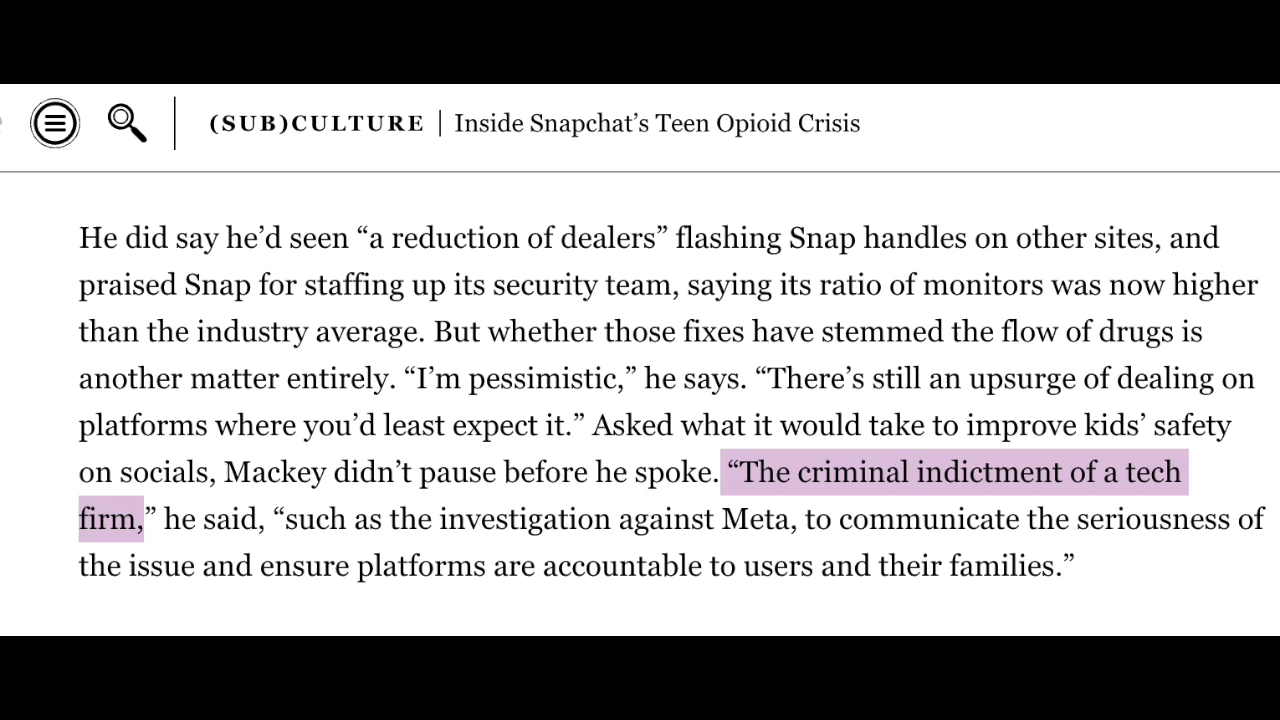 (SUB)CULTURE | Inside Snapchat’s Teen Opioid Crisis
He did say he’d seen “a reduction of dealers” flashing Snap handles on other sites, and
praised Snap for staffing up its security team, saying its ratio of monitors was now higher
than the industry average. But whether those fixes have stemmed the flow of drugs is
another matter entirely. “I’m pessimistic,” he says. “There’s still an upsurge of dealing on
platforms where you’d least expect it.” Asked what it would take to improve kids’ safety
on socials, Mackey didn’t pause before he spoke. “The criminal indictment of a tech
firm,” he said, “such as the investigation against Meta, to communicate the seriousness of
the issue and ensure platforms are accountable to users and their families.”